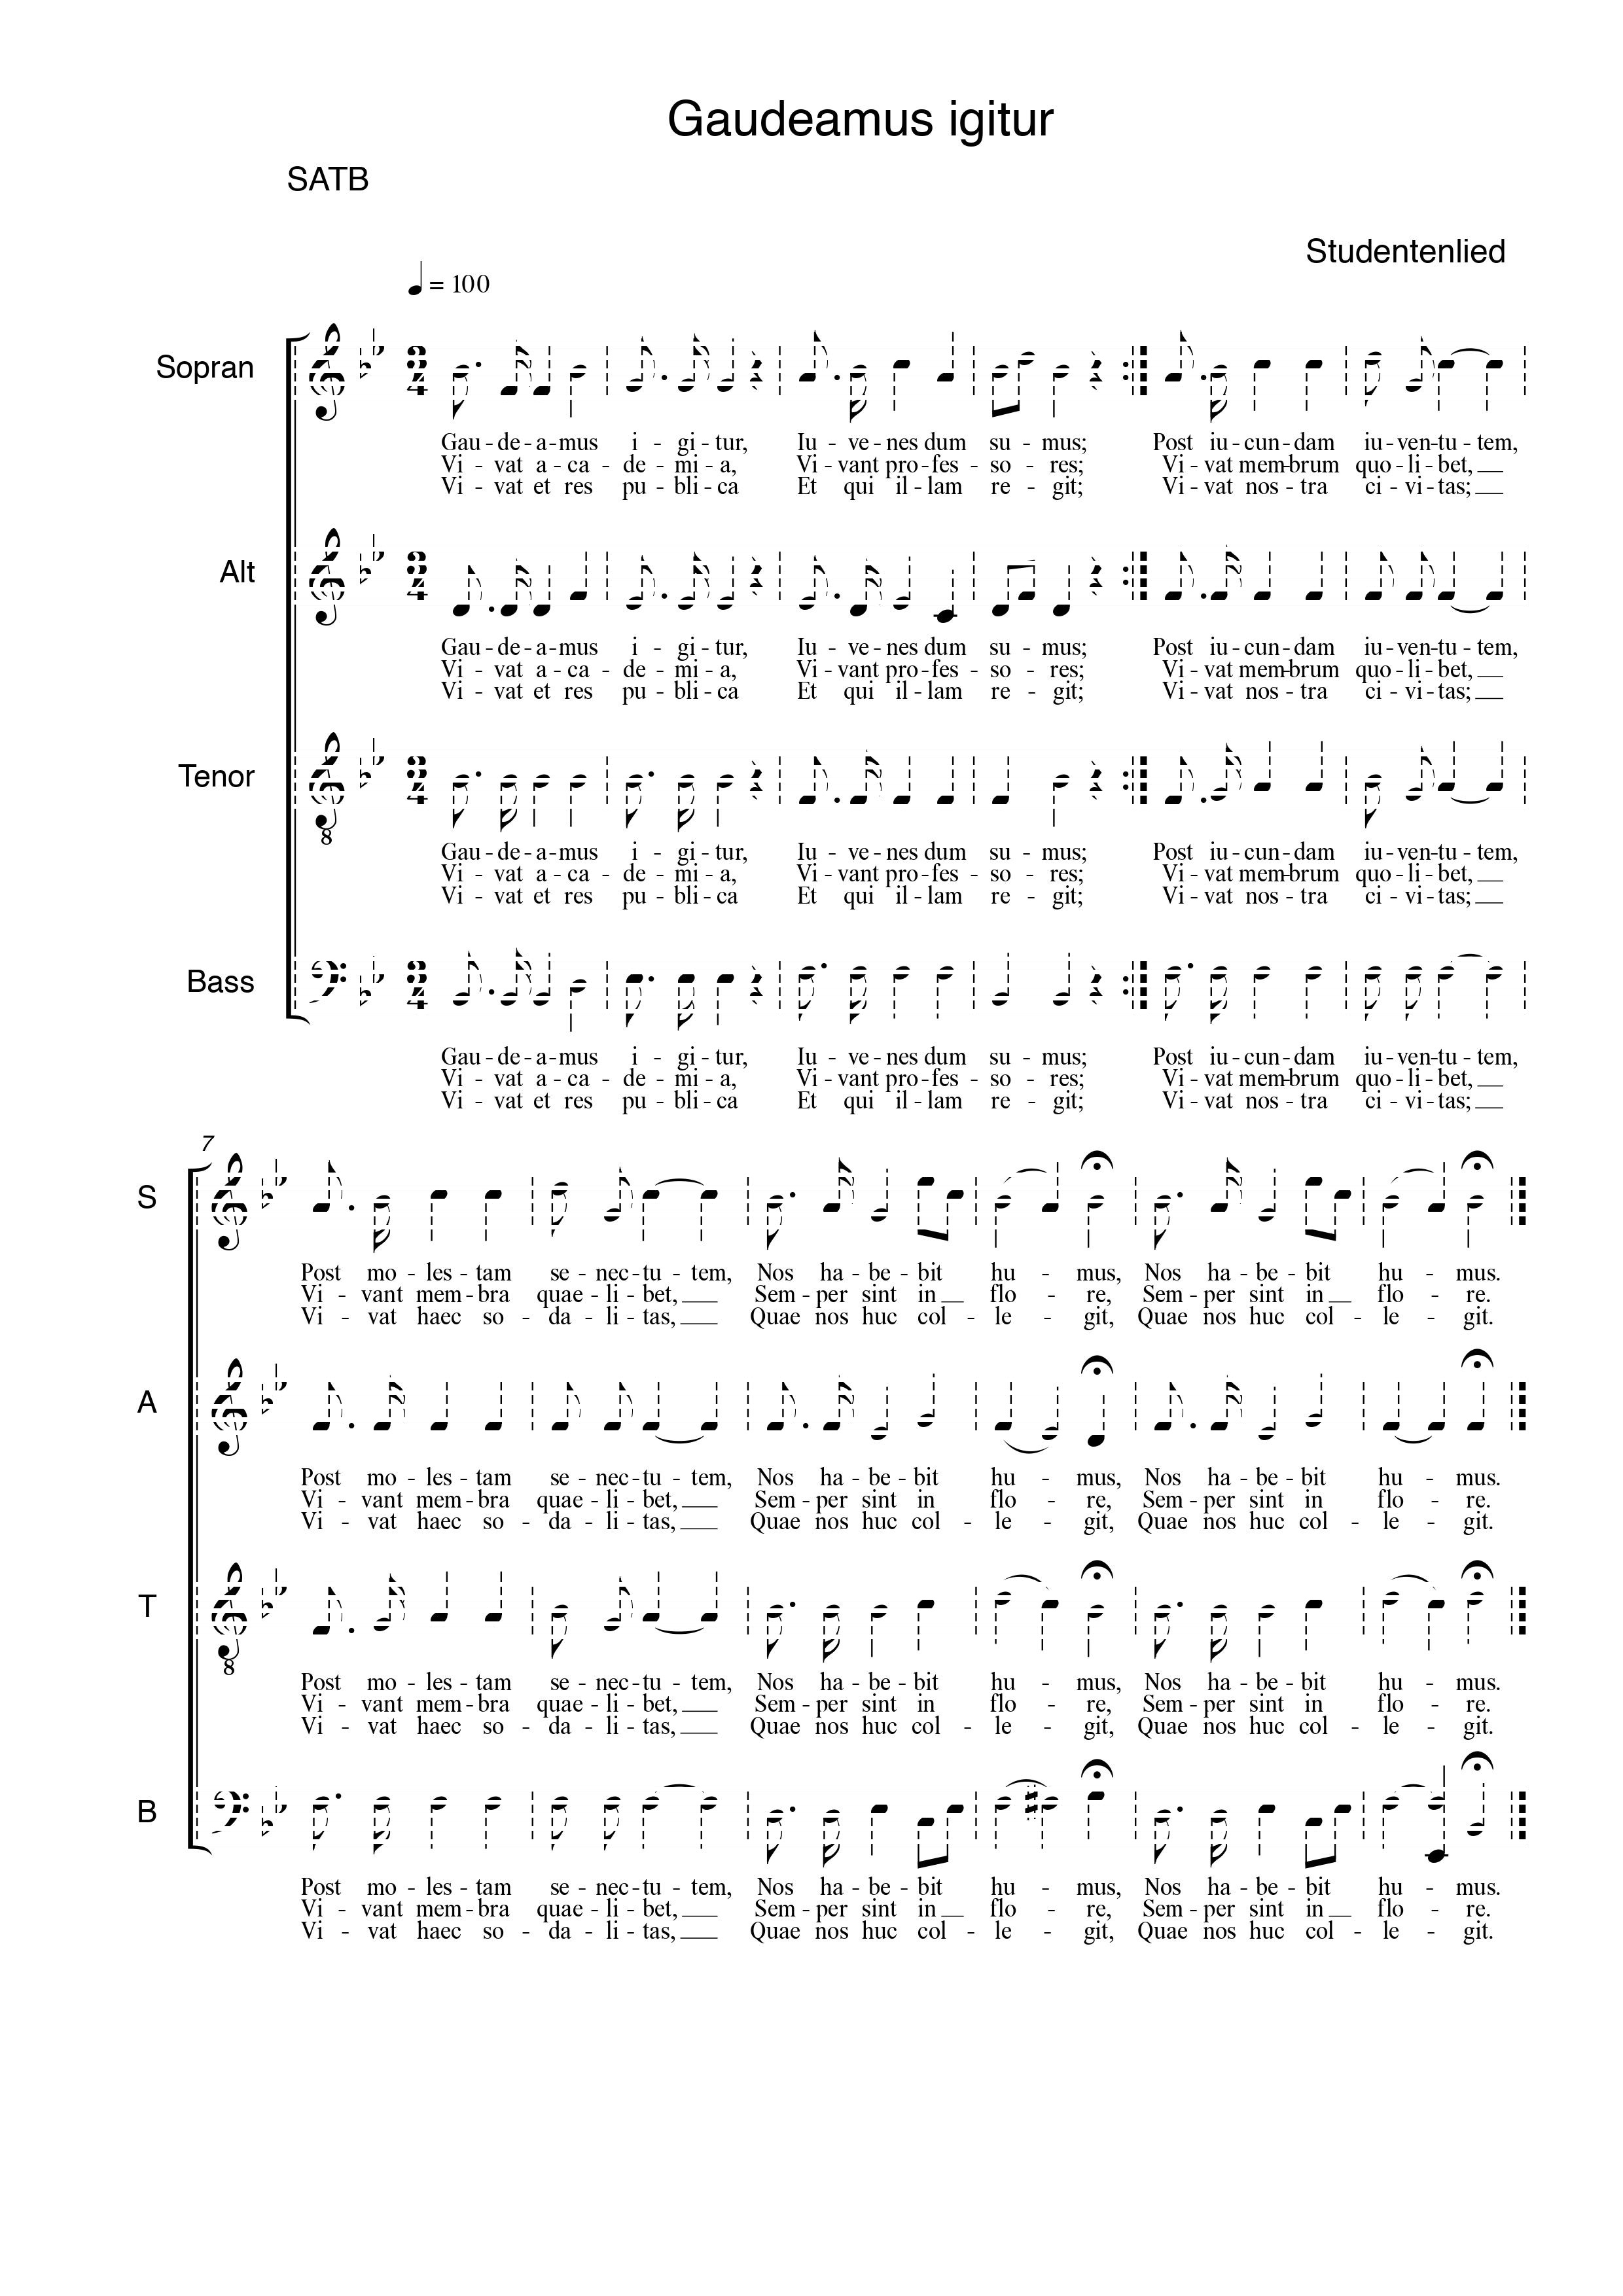 Gaudeamus igitur
SATB
Studentenlied
= 100
Sopran
Gau - de - a - mus i - gi - tur, Iu - ve - nes dum su - mus; Post iu - cun - dam iu - ven - tu - tem,
Vi - vat a - ca - de - mi - a, Vi - vant pro - fes - so - res; Vi - vat mem - brum quo - li - bet,
Vi - vat et res pu - bli - ca Et qui il - lam re - git; Vi - vat nos - tra ci - vi - tas;
Alt
Gau - de - a - mus i - gi - tur, Iu - ve - nes dum su - mus; Post iu - cun - dam iu - ven - tu - tem,
Vi - vat a - ca - de - mi - a, Vi - vant pro - fes - so - res; Vi - vat mem - brum quo - li - bet,
Vi - vat et res pu - bli - ca Et qui il - lam re - git; Vi - vat nos - tra ci - vi - tas;
Tenor
8
Gau - de - a - mus i - gi - tur, Iu - ve - nes dum su - mus; Post iu - cun - dam iu - ven - tu - tem,
Vi - vat a - ca - de - mi - a, Vi - vant pro - fes - so - res; Vi - vat mem - brum quo - li - bet,
Vi - vat et res pu - bli - ca Et qui il - lam re - git; Vi - vat nos - tra ci - vi - tas;
Bass
Gau - de - a - mus i - gi - tur, Iu - ve - nes dum su - mus; Post iu - cun - dam iu - ven - tu - tem,
Vi - vat a - ca - de - mi - a, Vi - vant pro - fes - so - res; Vi - vat mem - brum quo - li - bet,
Vi - vat et res pu - bli - ca Et qui il - lam re - git; Vi - vat nos - tra ci - vi - tas;
7
S
Post mo - les - tam se - nec - tu - tem, Nos ha - be - bit hu - mus, Nos ha - be - bit hu - mus.
Vi - vant mem - bra quae - li - bet, Sem - per sint in flo - re, Sem - per sint in flo - re.
Vi - vat haec so - da - li - tas, Quae nos huc col - le - git, Quae nos huc col - le - git.
A
Post mo - les - tam se - nec - tu - tem, Nos ha - be - bit hu - mus, Nos ha - be - bit hu - mus.
Vi - vant mem - bra quae - li - bet, Sem - per sint in flo - re, Sem - per sint in flo - re.
Vi - vat haec so - da - li - tas, Quae nos huc col - le - git, Quae nos huc col - le - git.
T
8
Post mo - les - tam se - nec - tu - tem, Nos ha - be - bit hu - mus, Nos ha - be - bit hu - mus.
Vi - vant mem - bra quae - li - bet, Sem - per sint in flo - re, Sem - per sint in flo - re.
Vi - vat haec so - da - li - tas, Quae nos huc col - le - git, Quae nos huc col - le - git.
B
Post mo - les - tam se - nec - tu - tem, Nos ha - be - bit hu - mus, Nos ha - be - bit hu - mus.
Vi - vant mem - bra quae - li - bet, Sem - per sint in flo - re, Sem - per sint in flo - re.
Vi - vat haec so - da - li - tas, Quae nos huc col - le - git, Quae nos huc col - le - git.